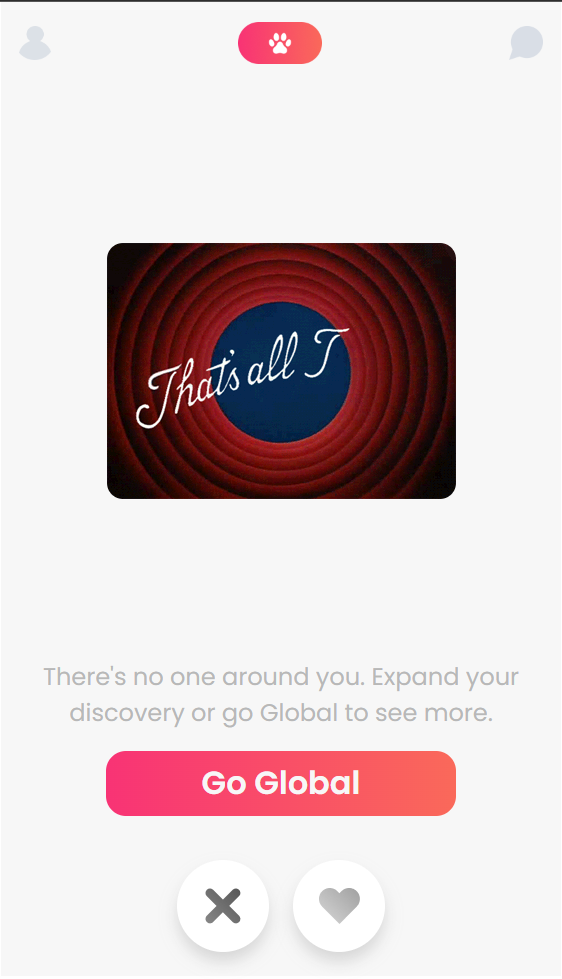 That's all T
There's no one around you. Expand your
discovery or go Global to see more.
Go Global